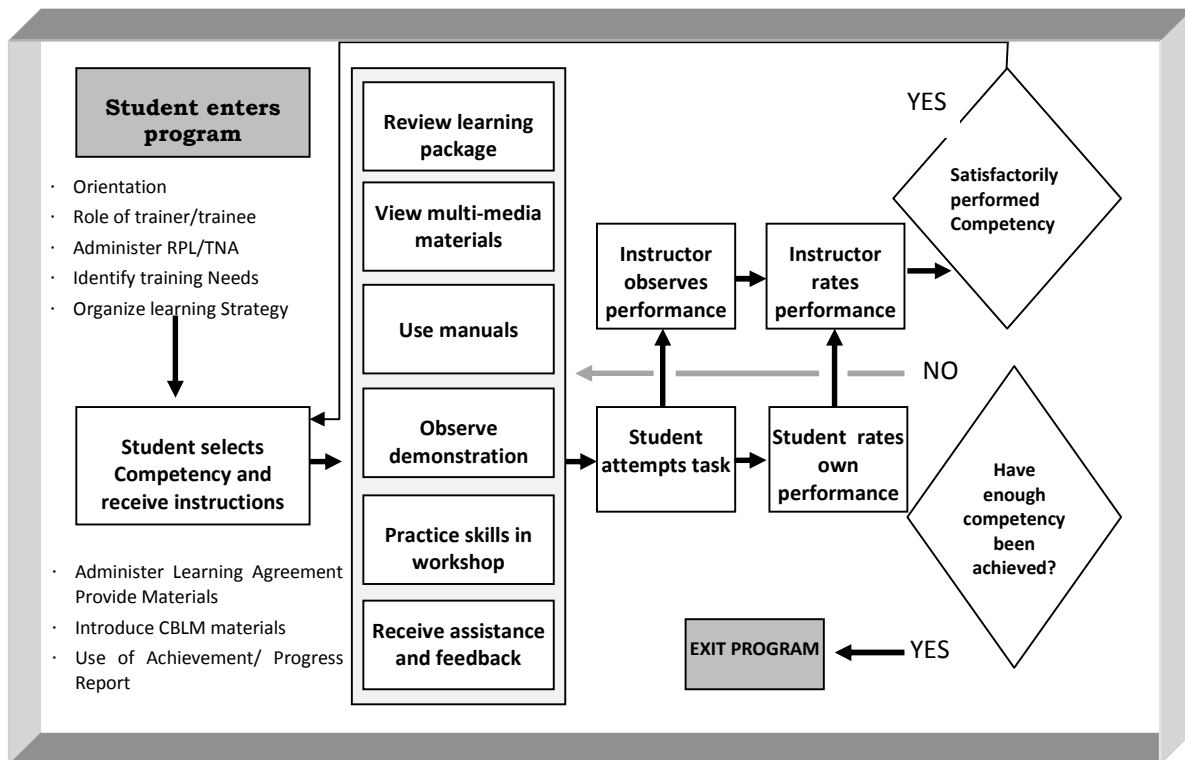 Student enters
program
· Orientation
· Role of trainer/trainee
· Administer RPL/TNA
· Identify training Needs
· Organize learning Strategy
Student selects
Competency and
receive instructions
· Administer Learning Agreement
Provide Materials
· Introduce CBLM materials
· Use of Achievement/ Progress
Report
Review learning
package
View multi-media
materials
Use manuals
Observe
demonstration
Practice skills in
workshop
Receive assistance
and feedback
Instructor
observes
performance
Instructor
rates
performance
Student
attempts task
Student rates
own
performance
YES
Satisfactorily
performed
Competency
NO
Have
enough
competency
been
achieved?
YES
EXIT PROGRAM